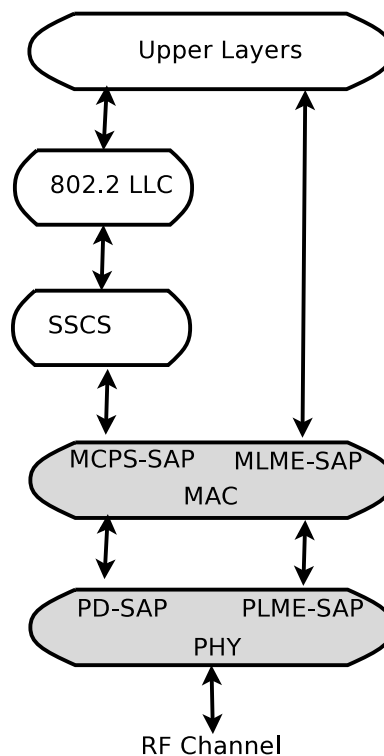 Upper Layers
802.2 LLC
SSCS
MCPS-SAP MLME-SAP
MAC
PD-SAP PLME-SAP
PHY
RF Channel